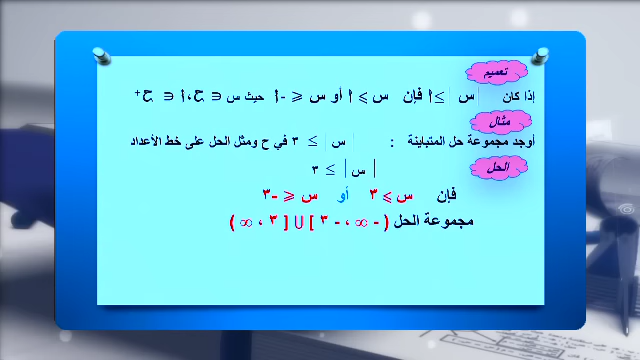 تعميم
إذا كان | س | ≤ أ فإن س ⩾ أ أو س ⩽ -أ حيث س ∈ ح ، أ ∈ ح⁺
مثال
أوجد مجموعة حل المتباينة : | س | ≤ ٣ في ح ومثل الحل على خط الأعداد
الحل
| س | ≤ ٣
فإن س ⩾ ٣ أو س ⩽ -٣
مجموعة الحل ( - ∞ ، - ٣ ] U [ ٣ ، ∞ )